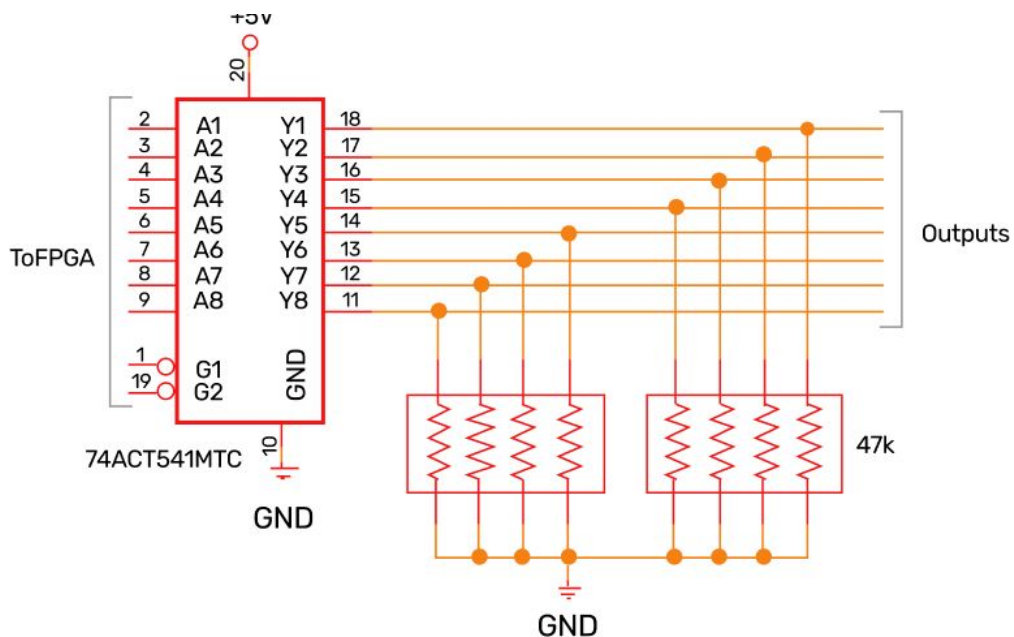 +5V
20
2 A1 Y1 18
3 A2 Y2 17
4 A3 Y3 16
5 A4 Y4 15
6 A5 Y5 14
7 A6 Y6 13
8 A7 Y7 12
9 A8 Y8 11
ToFPGA
Outputs
1 G1
19 G2
GND
10
74ACT541MTC
GND
47k
GND